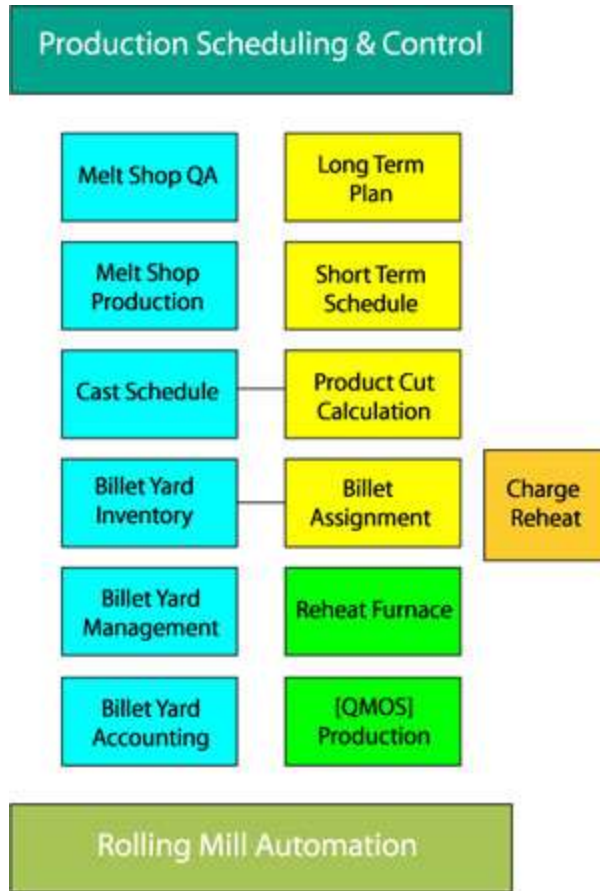 Production Scheduling & Control
Melt Shop QA
Long Term
Plan
Melt Shop
Production
Short Term
Schedule
Cast Schedule
Product Cut
Calculation
Billet Yard
Inventory
Billet
Assignment
Charge
Reheat
Billet Yard
Management
Reheat Furnace
Billet Yard
Accounting
[QMOS]
Production
Rolling Mill Automation